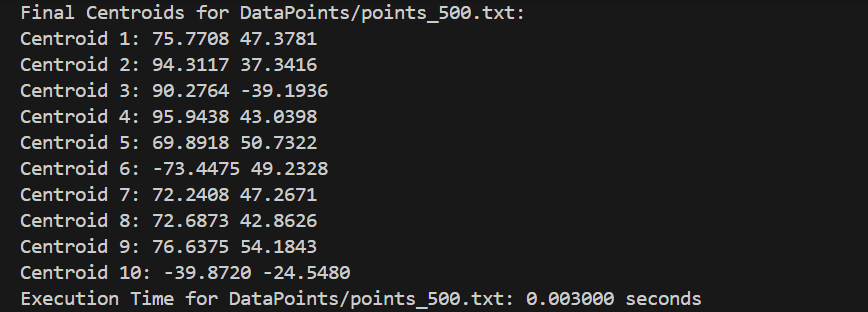 Final Centroids for DataPoints/points_500.txt:
Centroid 1: 75.7708 47.3781
Centroid 2: 94.3117 37.3416
Centroid 3: 90.2764 -39.1936
Centroid 4: 95.9438 43.0398
Centroid 5: 69.8918 50.7322
Centroid 6: -73.4475 49.2328
Centroid 7: 72.2408 47.2671
Centroid 8: 72.6873 42.8626
Centroid 9: 76.6375 54.1843
Centroid 10: -39.8720 -24.5480
Execution Time for DataPoints/points_500.txt: 0.003000 seconds